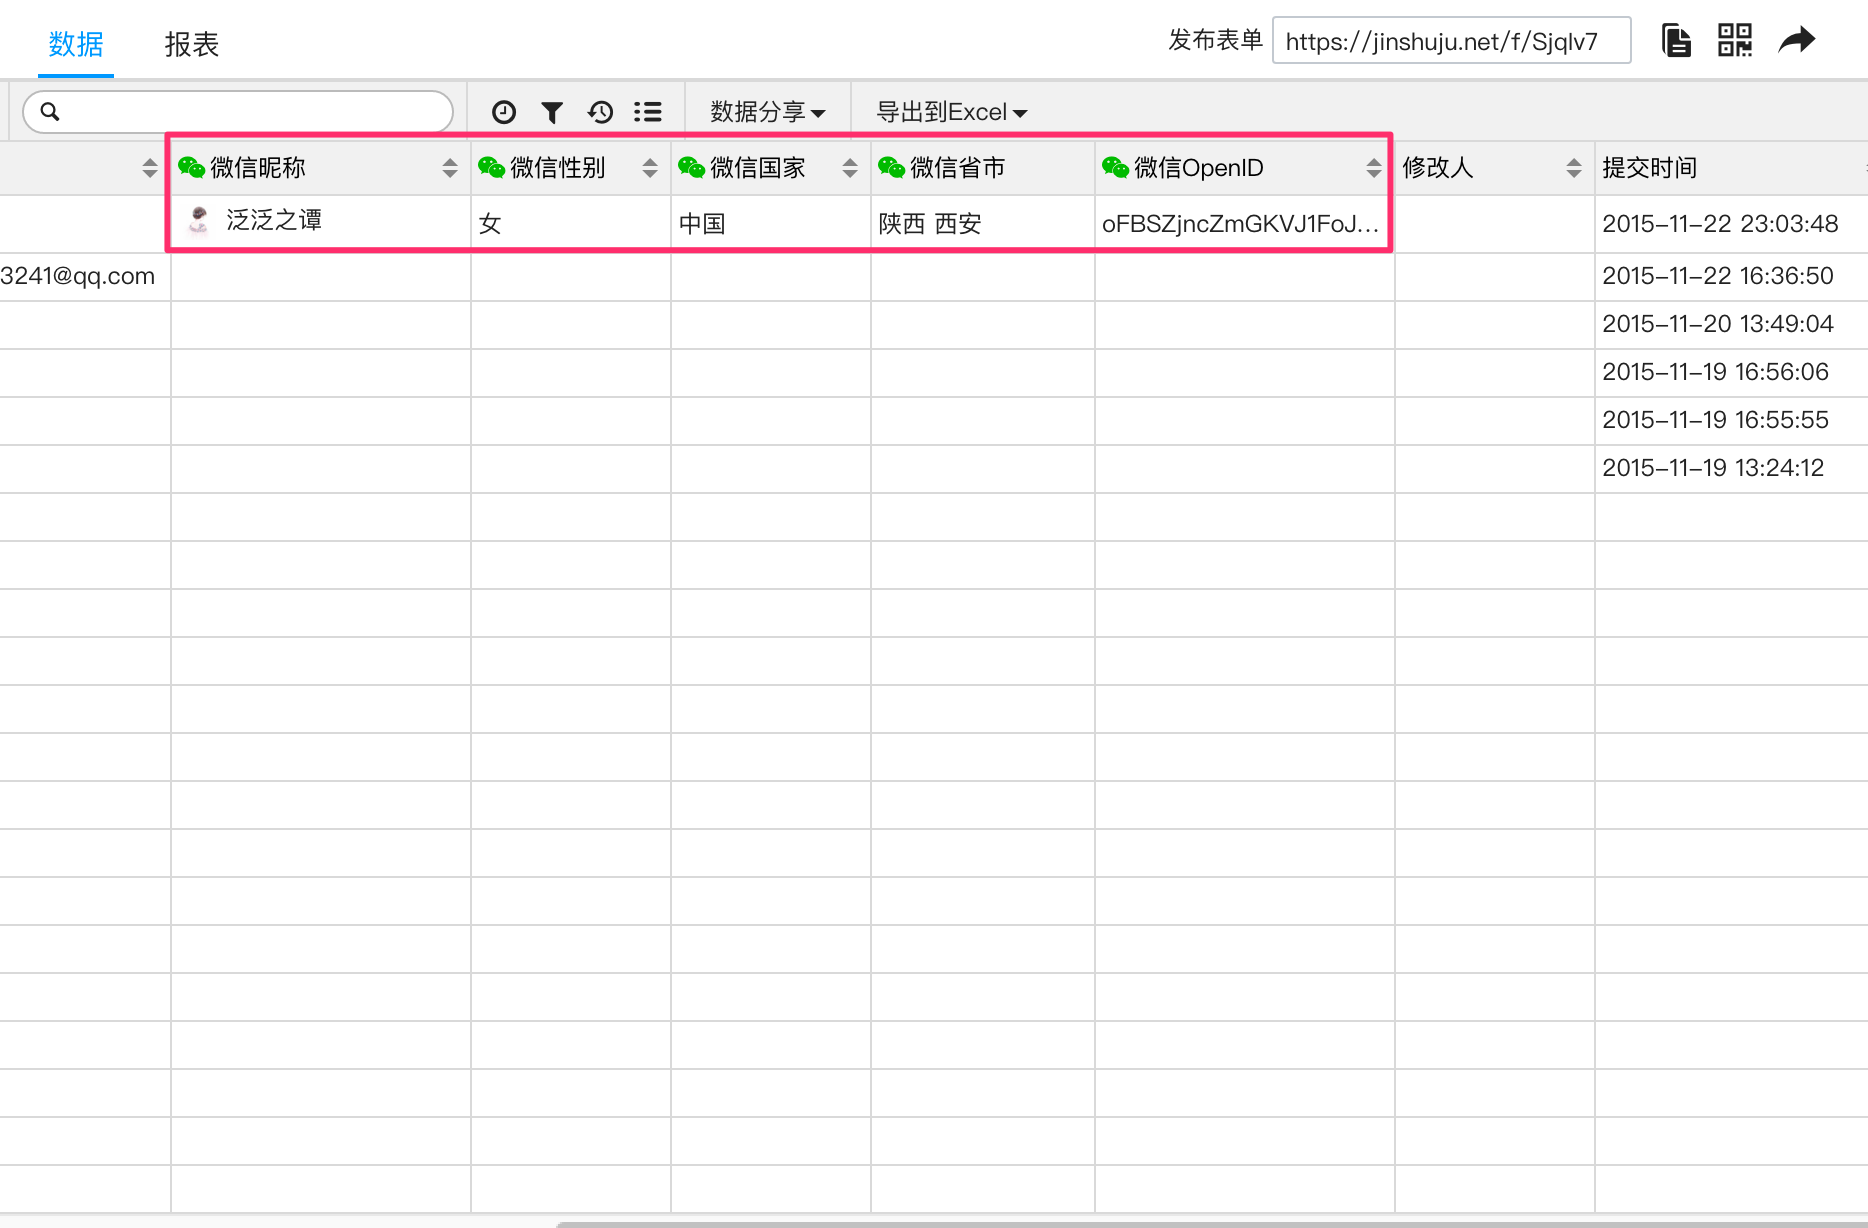 数据 报表 发布表单 https://jinshuju.net/f/Sjqlv7
数据分享 导出到Excel
微信昵称 微信性别 微信国家 微信省市 微信OpenID 修改人 提交时间
泛泛之谭 女 中国 陕西 西安 oFBSZjncZmGKVJ1FoJ... 2015-11-22 23:03:48
3241@qq.com 2015-11-22 16:36:50
2015-11-20 13:49:04
2015-11-19 16:56:06
2015-11-19 16:55:55
2015-11-19 13:24:12